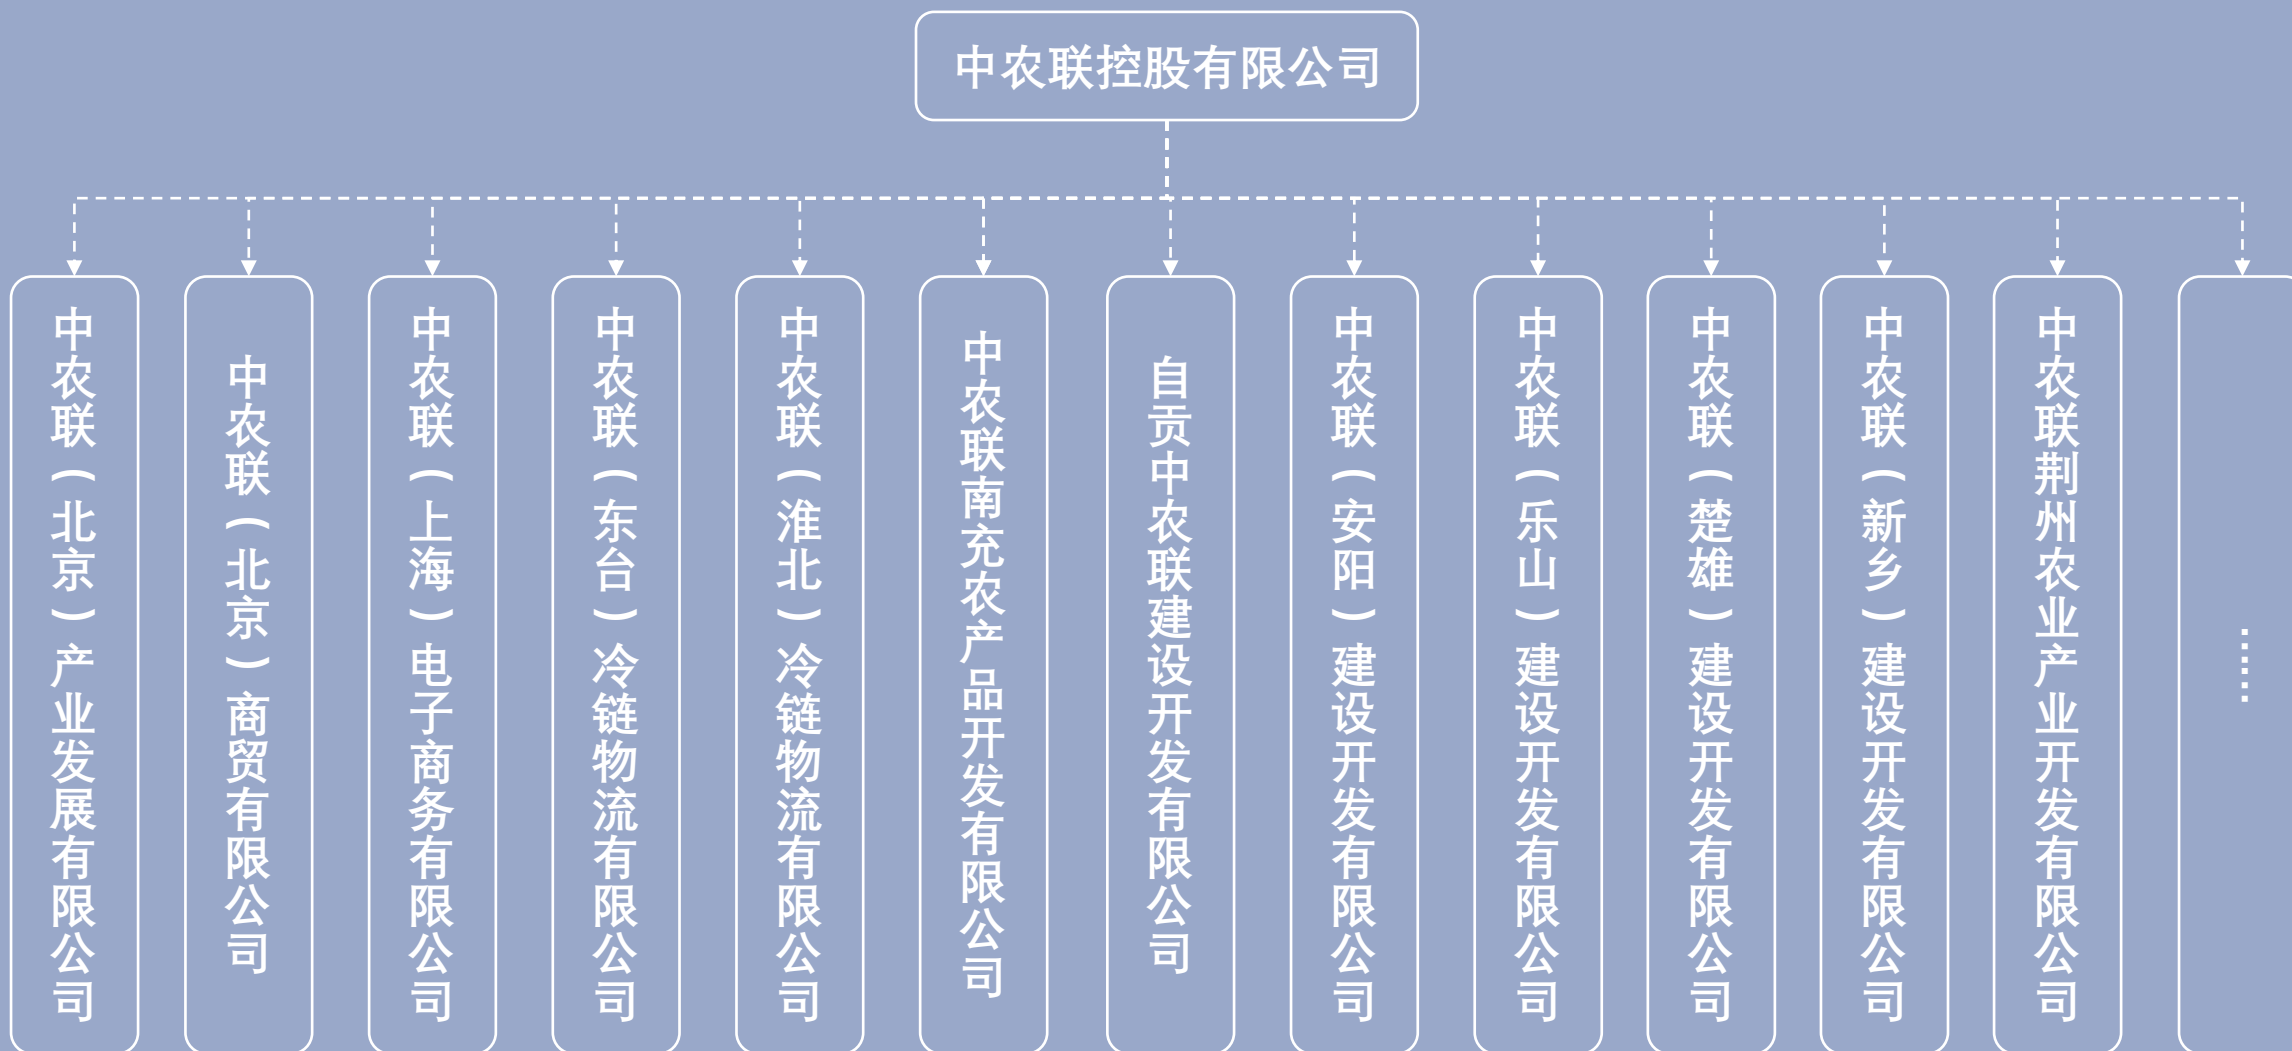 中农联控股有限公司
中农联(北京)产业发展有限公司
中农联(北京)商贸有限公司
中农联(上海)电子商务有限公司
中农联(东台)冷链物流有限公司
中农联(淮北)冷链物流有限公司
中农联南充农产品开发有限公司
自贡中农联建设开发有限公司
中农联(安阳)建设开发有限公司
中农联(乐山)建设开发有限公司
中农联(楚雄)建设开发有限公司
中农联(新乡)建设开发有限公司
中农联荆州农业产业开发有限公司
……